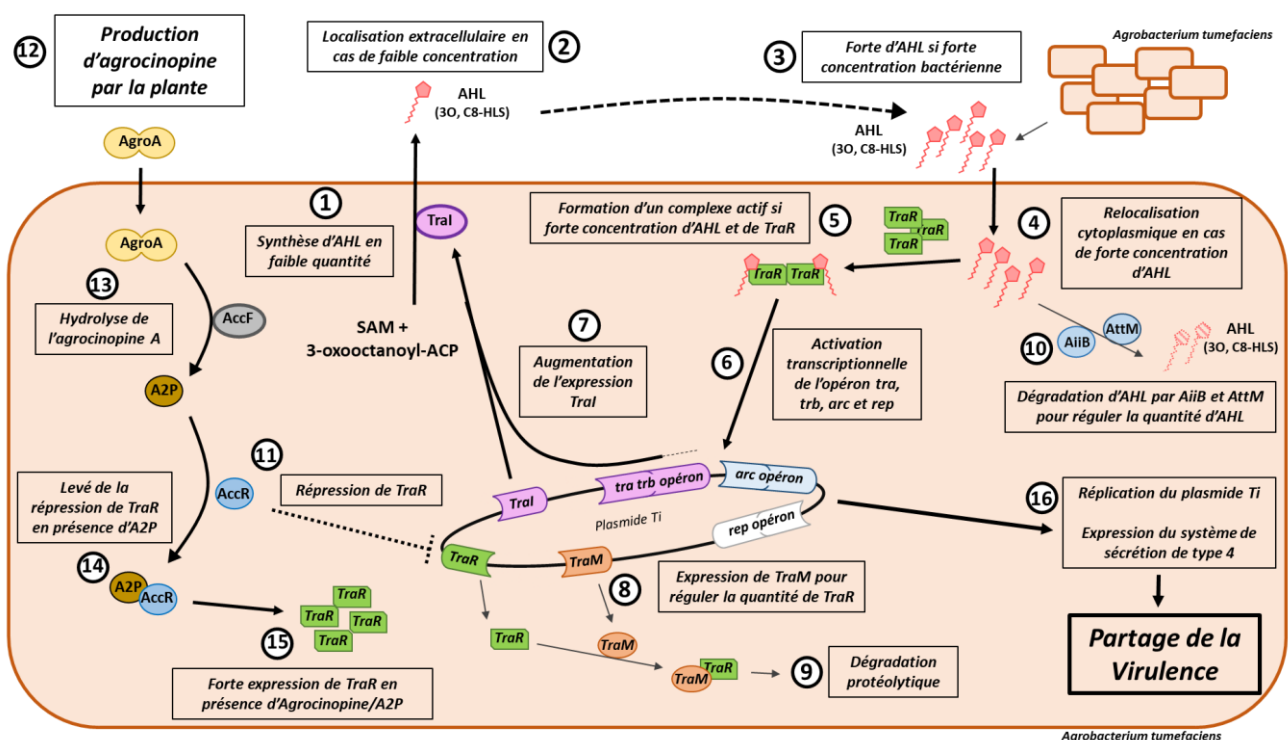 12
Production
d'agrocinopine
par la plante
Localisation extracellulaire en
cas de faible concentration
2
3
Forte d'AHL si forte
concentration bactérienne
Agrobacterium tumefaciens
AHL
(3O, C8-HLS)
AHL
(3O, C8-HLS)
AgroA
1
Synthèse d'AHL en
faible quantité
TraI
Formation d'un complexe actif si
forte concentration d'AHL et de TraR
5
TraR
TraR
TraR
4
Relocalisation
cytoplasmique en cas
de forte concentration
d'AHL
AgroA
TraR
TraR
13
Hydrolyse de
l'agrocinopine A
AccF
SAM +
3-oxooctanoyl-ACP
7
Augmentation
de l'expression
TraI
6
Activation
transcriptionnelle
de l'opéron tra,
trb, arc et rep
10
AiiB
AttM
AHL
(3O, C8-HLS)
Dégradation d'AHL par AiiB et AttM
pour réguler la quantité d'AHL
A2P
11
AccR
Répression de TraR
Levé de la
répression de TraR
en présence d'A2P
TraI
tra trb opéron
arc opéron
rep opéron
Plasmide Ti
TraR
TraM
16
Réplication du plasmide Ti
Expression du système de
sécrétion de type 4
14
A2P
AccR
8
Expression de TraM pour
réguler la quantité de TraR
TraR
TraR
TraR
TraR
15
Forte expression de TraR en
présence d'Agrocinopine/A2P
TraR
TraM
TraM
TraR
9
Dégradation
protéolytique
Partage de la
Virulence
Agrobacterium tumefaciens